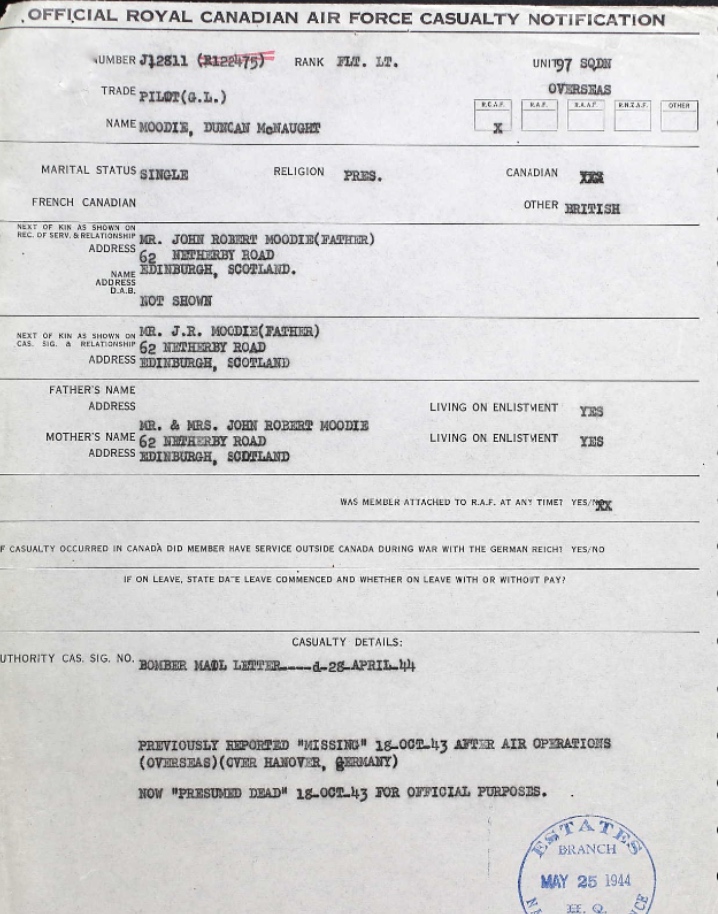 OFFICIAL ROYAL CANADIAN AIR FORCE CASUALTY NOTIFICATION
UMBER J12811 (R122475) RANK FLT. LT. UNIT 97 SQDN
TRADE PILOT(G.L.) OVERSEAS
R.C.A.F. R.A.F. R.A.A.F. R.N.Z.A.F. OTHER
NAME MOODIE, DUNCAN McNAUGHT X
MARITAL STATUS SINGLE RELIGION PRES. CANADIAN XXX
FRENCH CANADIAN OTHER BRITISH
NEXT OF KIN AS SHOWN ON
REC. OF SERV. & RELATIONSHIP MR. JOHN ROBERT MOODIE(FATHER)
ADDRESS 62 NETHERBY ROAD
NAME EDINBURGH, SCOTLAND.
ADDRESS
D.A.B. NOT SHOWN
NEXT OF KIN AS SHOWN ON MR. J.R. MOODIE(FATHER)
CAS. SIG. & RELATIONSHIP 62 NETHERBY ROAD
ADDRESS EDINBURGH, SCOTLAND
FATHER'S NAME
ADDRESS LIVING ON ENLISTMENT YES
MR. & MRS. JOHN ROBERT MOODIE
MOTHER'S NAME 62 NETHERBY ROAD LIVING ON ENLISTMENT YES
ADDRESS EDINBURGH, SCOTLAND
WAS MEMBER ATTACHED TO R.A.F. AT ANY TIME? YES/XX
F CASUALTY OCCURRED IN CANADA DID MEMBER HAVE SERVICE OUTSIDE CANADA DURING WAR WITH THE GERMAN REICH? YES/NO
IF ON LEAVE, STATE DATE LEAVE COMMENCED AND WHETHER ON LEAVE WITH OR WITHOUT PAY?
CASUALTY DETAILS:
UTHORITY CAS. SIG. NO. BOMBER MAIL LETTER----d-28-APRIL-44
PREVIOUSLY REPORTED "MISSING" 18-OCT-43 AFTER AIR OPERATIONS
(OVERSEAS)(OVER HANOVER, GERMANY)
NOW "PRESUMED DEAD" 18-OCT-43 FOR OFFICIAL PURPOSES.
ESTATES
BRANCH
MAY 25 1944
H. Q.